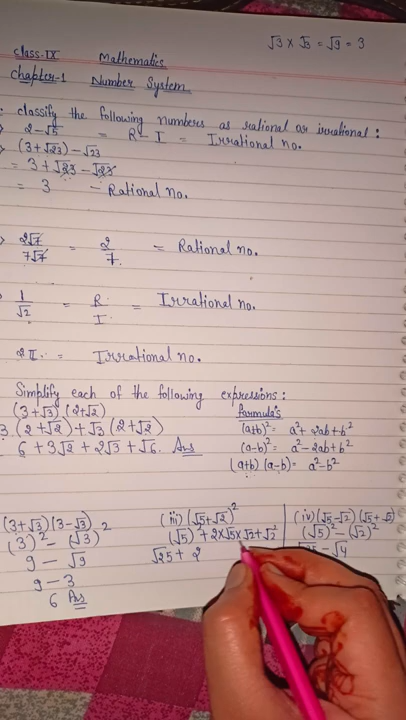 √3 × √3 = √9 = 3
Class-IX Mathematics
Chapter-1 Number System
classify the following numbers as rational or irrational :
2 - √5 = R - I = Irrational no.
(3+√23) - √23
= 3 + √23 - √23
= 3 - Rational no.
2√7 / 7√7 = 2 / 7 = Rational no.
1 / √2 = R / I = Irrational no.
2π = Irrational no.
Simplify each of the following expressions :
(3+√3) (2+√2)
3 (2+√2) + √3 (2+√2)
6 + 3√2 + 2√3 + √6. Ans
Formula's
(a+b)² = a² + 2ab + b²
(a-b)² = a² - 2ab + b²
(a+b) (a-b) = a² - b²
(3+√3) (3-√3)
(3)² - (√3)²
9 - √9
9 - 3
6 Ans
(iii) (√5+√2)²
(√5)² + 2×√5×√2+√2²
√25 + 2
(iv) (√5-√2) (√5+√2)
(√5)² - (√2)²
- √4